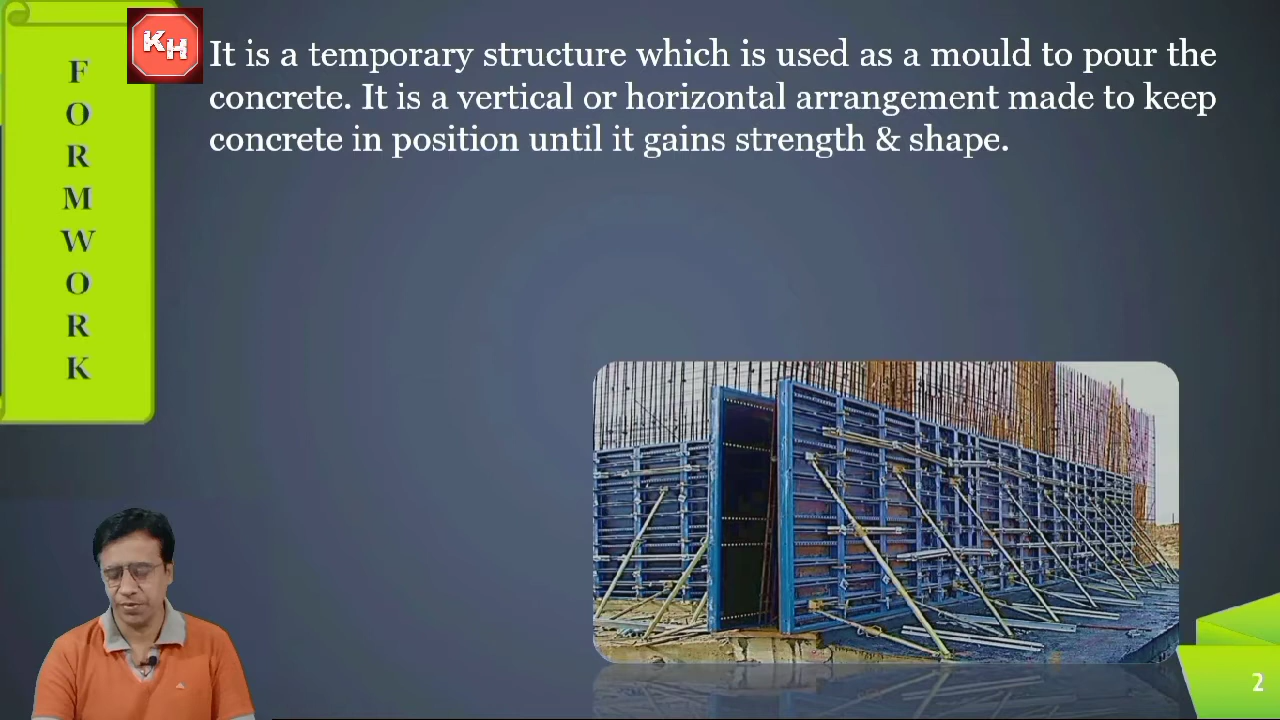 F
O
R
M
W
O
R
K
KH
It is a temporary structure which is used as a mould to pour the
concrete. It is a vertical or horizontal arrangement made to keep
concrete in position until it gains strength & shape.
2